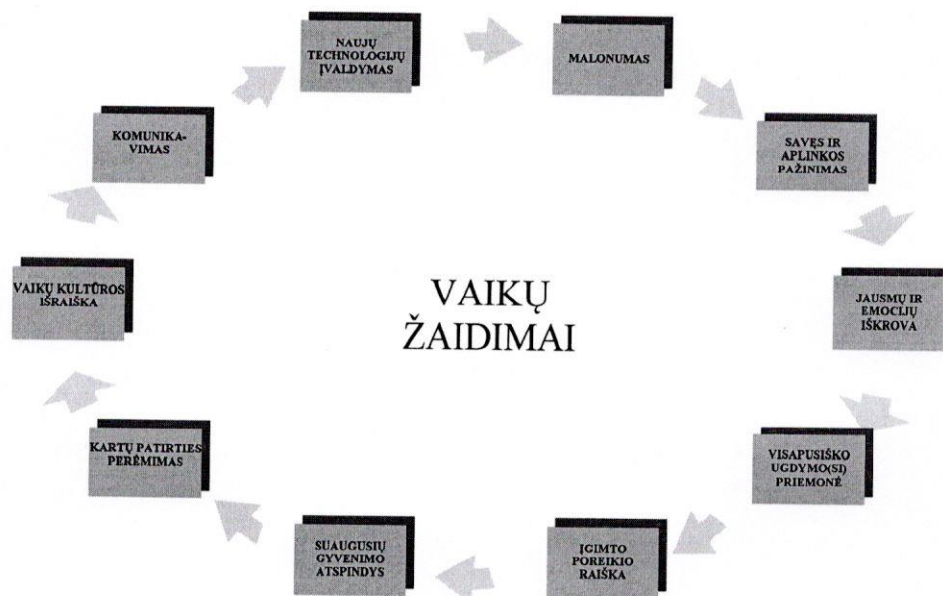 NAUJŲ
TECHNOLOGIJŲ
ĮVALDYMAS
MALONUMAS
SAVĘS IR
APLINKOS
PAŽINIMAS
JAUSMŲ IR
EMOCIJŲ
IŠKROVA
VISAPUSIŠKO
UGDYMO(SI)
PRIEMONĖ
ĮGIMTO
POREIKIO
RAIŠKA
SUAUGUSIŲ
GYVENIMO
ATSPINDYS
KARTŲ PATIRTIES
PERĖMIMAS
VAIKŲ KULTŪROS
IŠRAIŠKA
KOMUNIKA-
VIMAS
VAIKŲ
ŽAIDIMAI